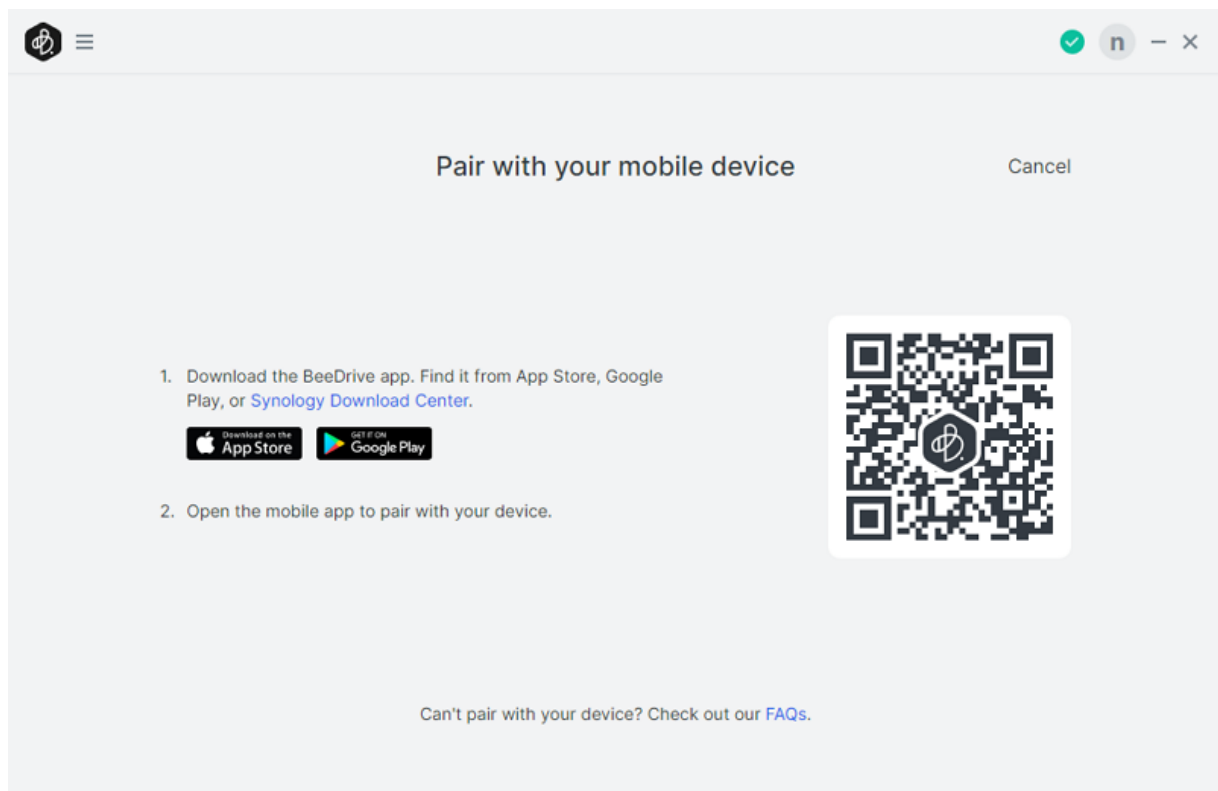 n
Pair with your mobile device
Cancel
1. Download the BeeDrive app. Find it from App Store, Google
Play, or Synology Download Center.
Download on the
App Store
GET IT ON
Google Play
2. Open the mobile app to pair with your device.
Can't pair with your device? Check out our FAQs.